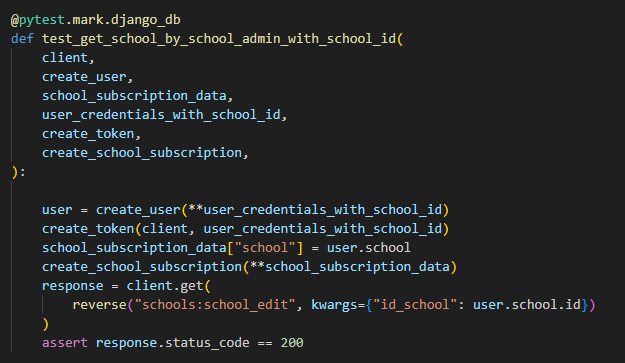 @pytest.mark.django_db
def test_get_school_by_school_admin_with_school_id(
    client,
    create_user,
    school_subscription_data,
    user_credentials_with_school_id,
    create_token,
    create_school_subscription,
):

    user = create_user(**user_credentials_with_school_id)
    create_token(client, user_credentials_with_school_id)
    school_subscription_data["school"] = user.school
    create_school_subscription(**school_subscription_data)
    response = client.get(
        reverse("schools:school_edit", kwargs={"id_school": user.school.id})
    )
    assert response.status_code == 200